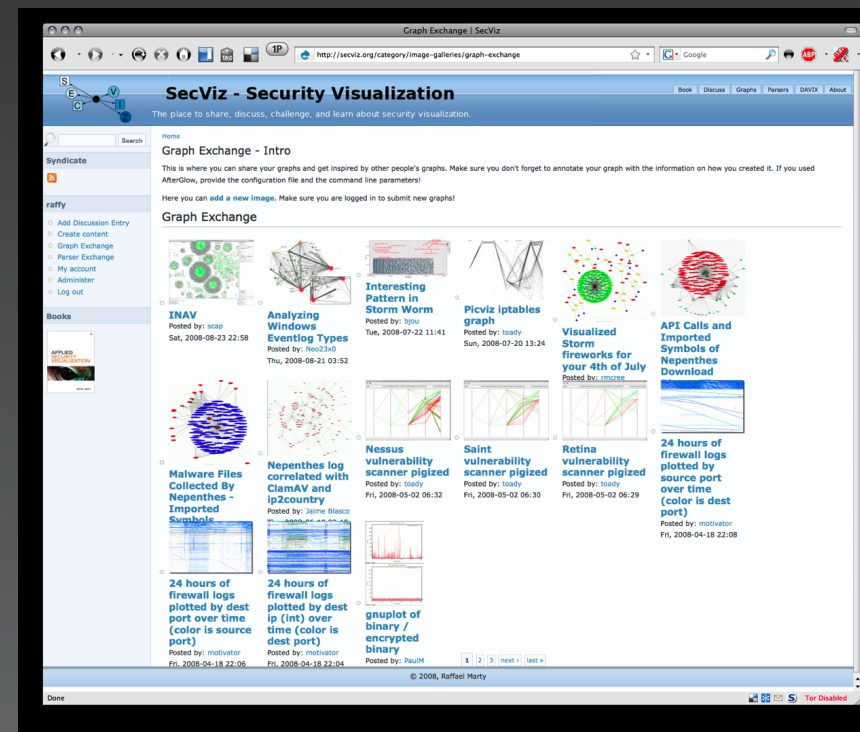 Graph Exchange | SecViz
1P
TAG
http://secviz.org/category/image-galleries/graph-exchange
G
Google
ABP
S
E
V
C
I
Z
SecViz - Security Visualization
The place to share, discuss, challenge, and learn about security visualization.
Book Discuss Graphs Parsers DAVIX About
Search
Syndicate
raffy
Add Discussion Entry
Create content
Graph Exchange
Parser Exchange
My account
Administer
Log out
Books
APPLIED
SECURITY
VISUALIZATION
Home
Graph Exchange - Intro
This is where you can share your graphs and get inspired by other people's graphs. Make sure you don't forget to annotate your graph with the information on how you created it. If you used
AfterGlow, provide the configuration file and the command line parameters!
Here you can add a new image. Make sure you are logged in to submit new graphs!
Graph Exchange
INAV
Posted by: scap
Sat, 2008-08-23 22:58
Analyzing
Windows
Eventlog Types
Posted by: Neo23x0
Thu, 2008-08-21 03:52
Interesting
Pattern in
Storm Worm
Posted by: bjou
Tue, 2008-07-22 11:41
Picviz iptables
graph
Posted by: toady
Sun, 2008-07-20 13:24
Visualized
Storm
fireworks for
your 4th of July
Posted by: rmcree
API Calls and
Imported
Symbols of
Nepenthes
Download
Malware Files
Collected By
Nepenthes -
Imported
Symbols
Nepenthes log
correlated with
ClamAV and
ip2country
Posted by: Jaime Blasco
Nessus
vulnerability
scanner pigized
Posted by: toady
Fri, 2008-05-02 06:32
Saint
vulnerability
scanner pigized
Posted by: toady
Fri, 2008-05-02 06:30
Retina
vulnerability
scanner pigized
Posted by: toady
Fri, 2008-05-02 06:29
24 hours of
firewall logs
plotted by
source port
over time
(color is dest
port)
Posted by: motivator
Fri, 2008-04-18 22:08
24 hours of
firewall logs
plotted by dest
port over time
(color is source
port)
Posted by: motivator
Fri, 2008-04-18 22:06
24 hours of
firewall logs
plotted by dest
ip (int) over
time (color is
dest port)
Posted by: motivator
Fri, 2008-04-18 22:04
gnuplot of
binary /
encrypted
binary
Posted by: PaulM
1 2 3 next › last »
© 2008, Raffael Marty
Done
S
Tor Disabled